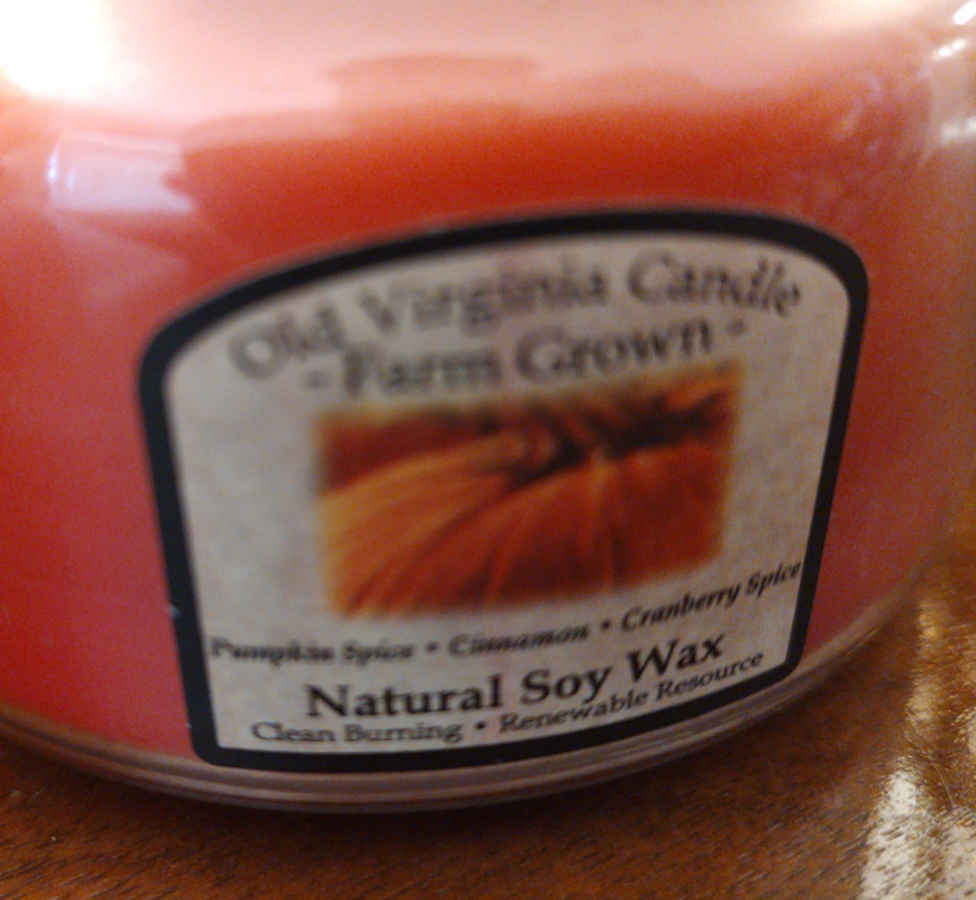 Old Virginia Candle
- Farm Grown -
Pumpkin Spice • Cinnamon • Cranberry Spice
Natural Soy Wax
Clean Burning • Renewable Resource